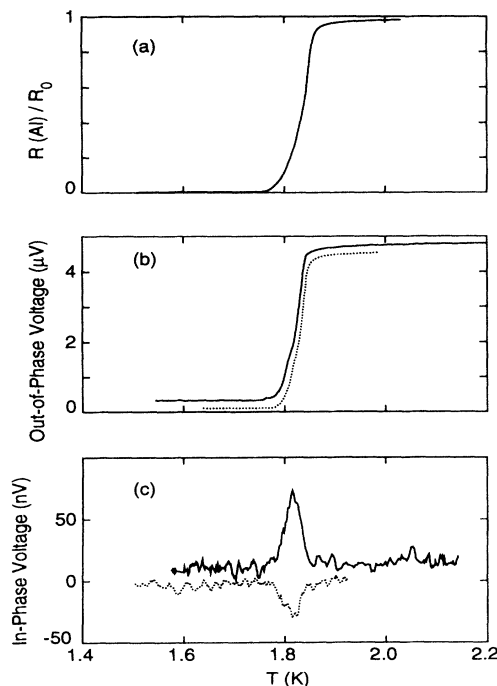 1
(a)
R (Al) / R0
0
4
(b)
Out-of-Phase Voltage (μV)
2
0
(c)
50
In-Phase Voltage (nV)
0
-50
1.4
1.6
1.8
2.0
2.2
T (K)